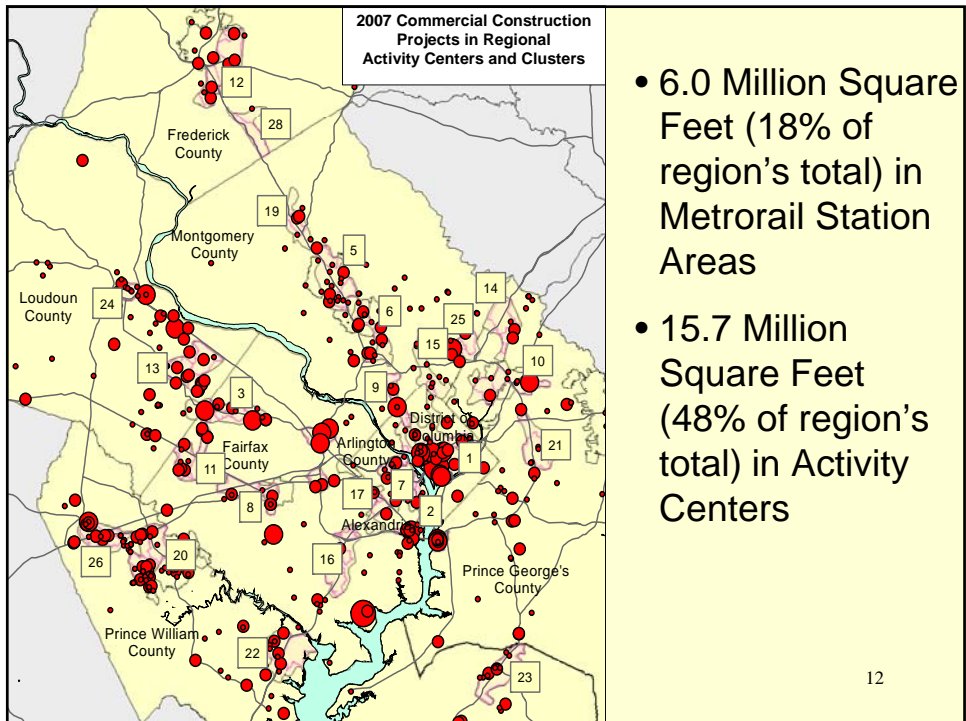 2007 Commercial Construction
Projects in Regional
Activity Centers and Clusters
12
28
Frederick
County
19
Montgomery
County
5
14
Loudoun
County
24
6
25
15
13
10
9
3
District of
Columbia
Fairfax
County
Arlington
County
1
21
11
7
17
8
2
Alexandria
16
26
20
Prince George's
County
Prince William
County
22
23
• 6.0 Million Square
Feet (18% of
region's total) in
Metrorail Station
Areas
• 15.7 Million
Square Feet
(48% of region's
total) in Activity
Centers
12